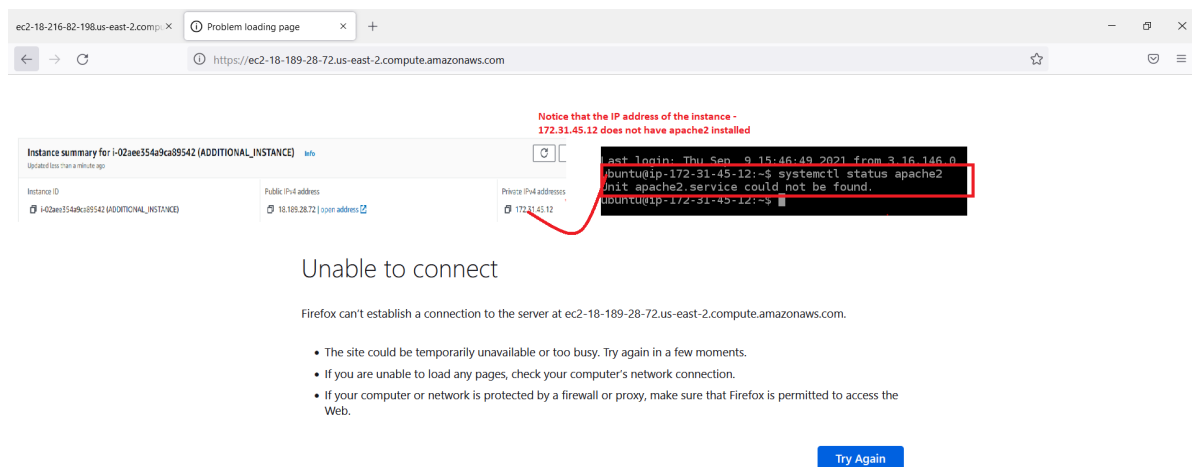 ec2-18-216-82-198.us-east-2.comp
Problem loading page
https://ec2-18-189-28-72.us-east-2.compute.amazonaws.com
Notice that the IP address of the instance -
172.31.45.12 does not have apache2 installed
Instance summary for i-02aee354a9ca89542 (ADDITIONAL_INSTANCE) Info
Updated less than a minute ago
Instance ID
Public IPv4 address
Private IPv4 addresses
i-02aee354a9ca89542 (ADDITIONAL_INSTANCE)
18.189.28.72 | open address
172.31.45.12
Last login: Thu Sep 9 15:46:49 2021 from 3.16.146.0
ubuntu@ip-172-31-45-12:~$ systemctl status apache2
Unit apache2.service could not be found.
ubuntu@ip-172-31-45-12:~$
Unable to connect
Firefox can't establish a connection to the server at ec2-18-189-28-72.us-east-2.compute.amazonaws.com.
• The site could be temporarily unavailable or too busy. Try again in a few moments.
• If you are unable to load any pages, check your computer's network connection.
• If your computer or network is protected by a firewall or proxy, make sure that Firefox is permitted to access the
Web.
Try Again